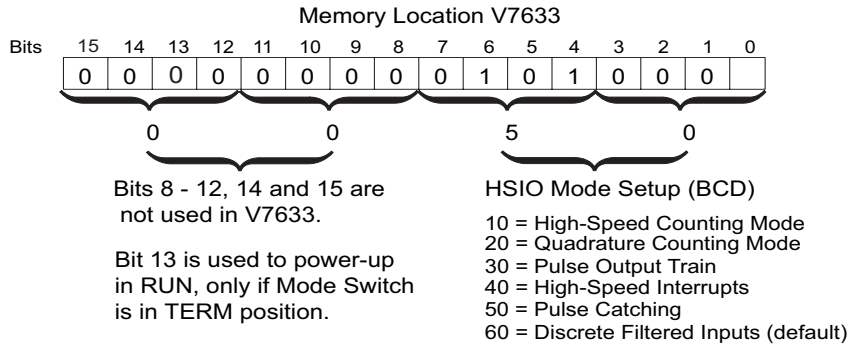 Memory Location V7633
Bits 15 14 13 12 11 10 9 8 7 6 5 4 3 2 1 0
0 0 0 0 0 0 0 0 0 1 0 1 0 0 0
0 0 5 0
Bits 8 - 12, 14 and 15 are
not used in V7633.
Bit 13 is used to power-up
in RUN, only if Mode Switch
is in TERM position.
HSIO Mode Setup (BCD)
10 = High-Speed Counting Mode
20 = Quadrature Counting Mode
30 = Pulse Output Train
40 = High-Speed Interrupts
50 = Pulse Catching
60 = Discrete Filtered Inputs (default)